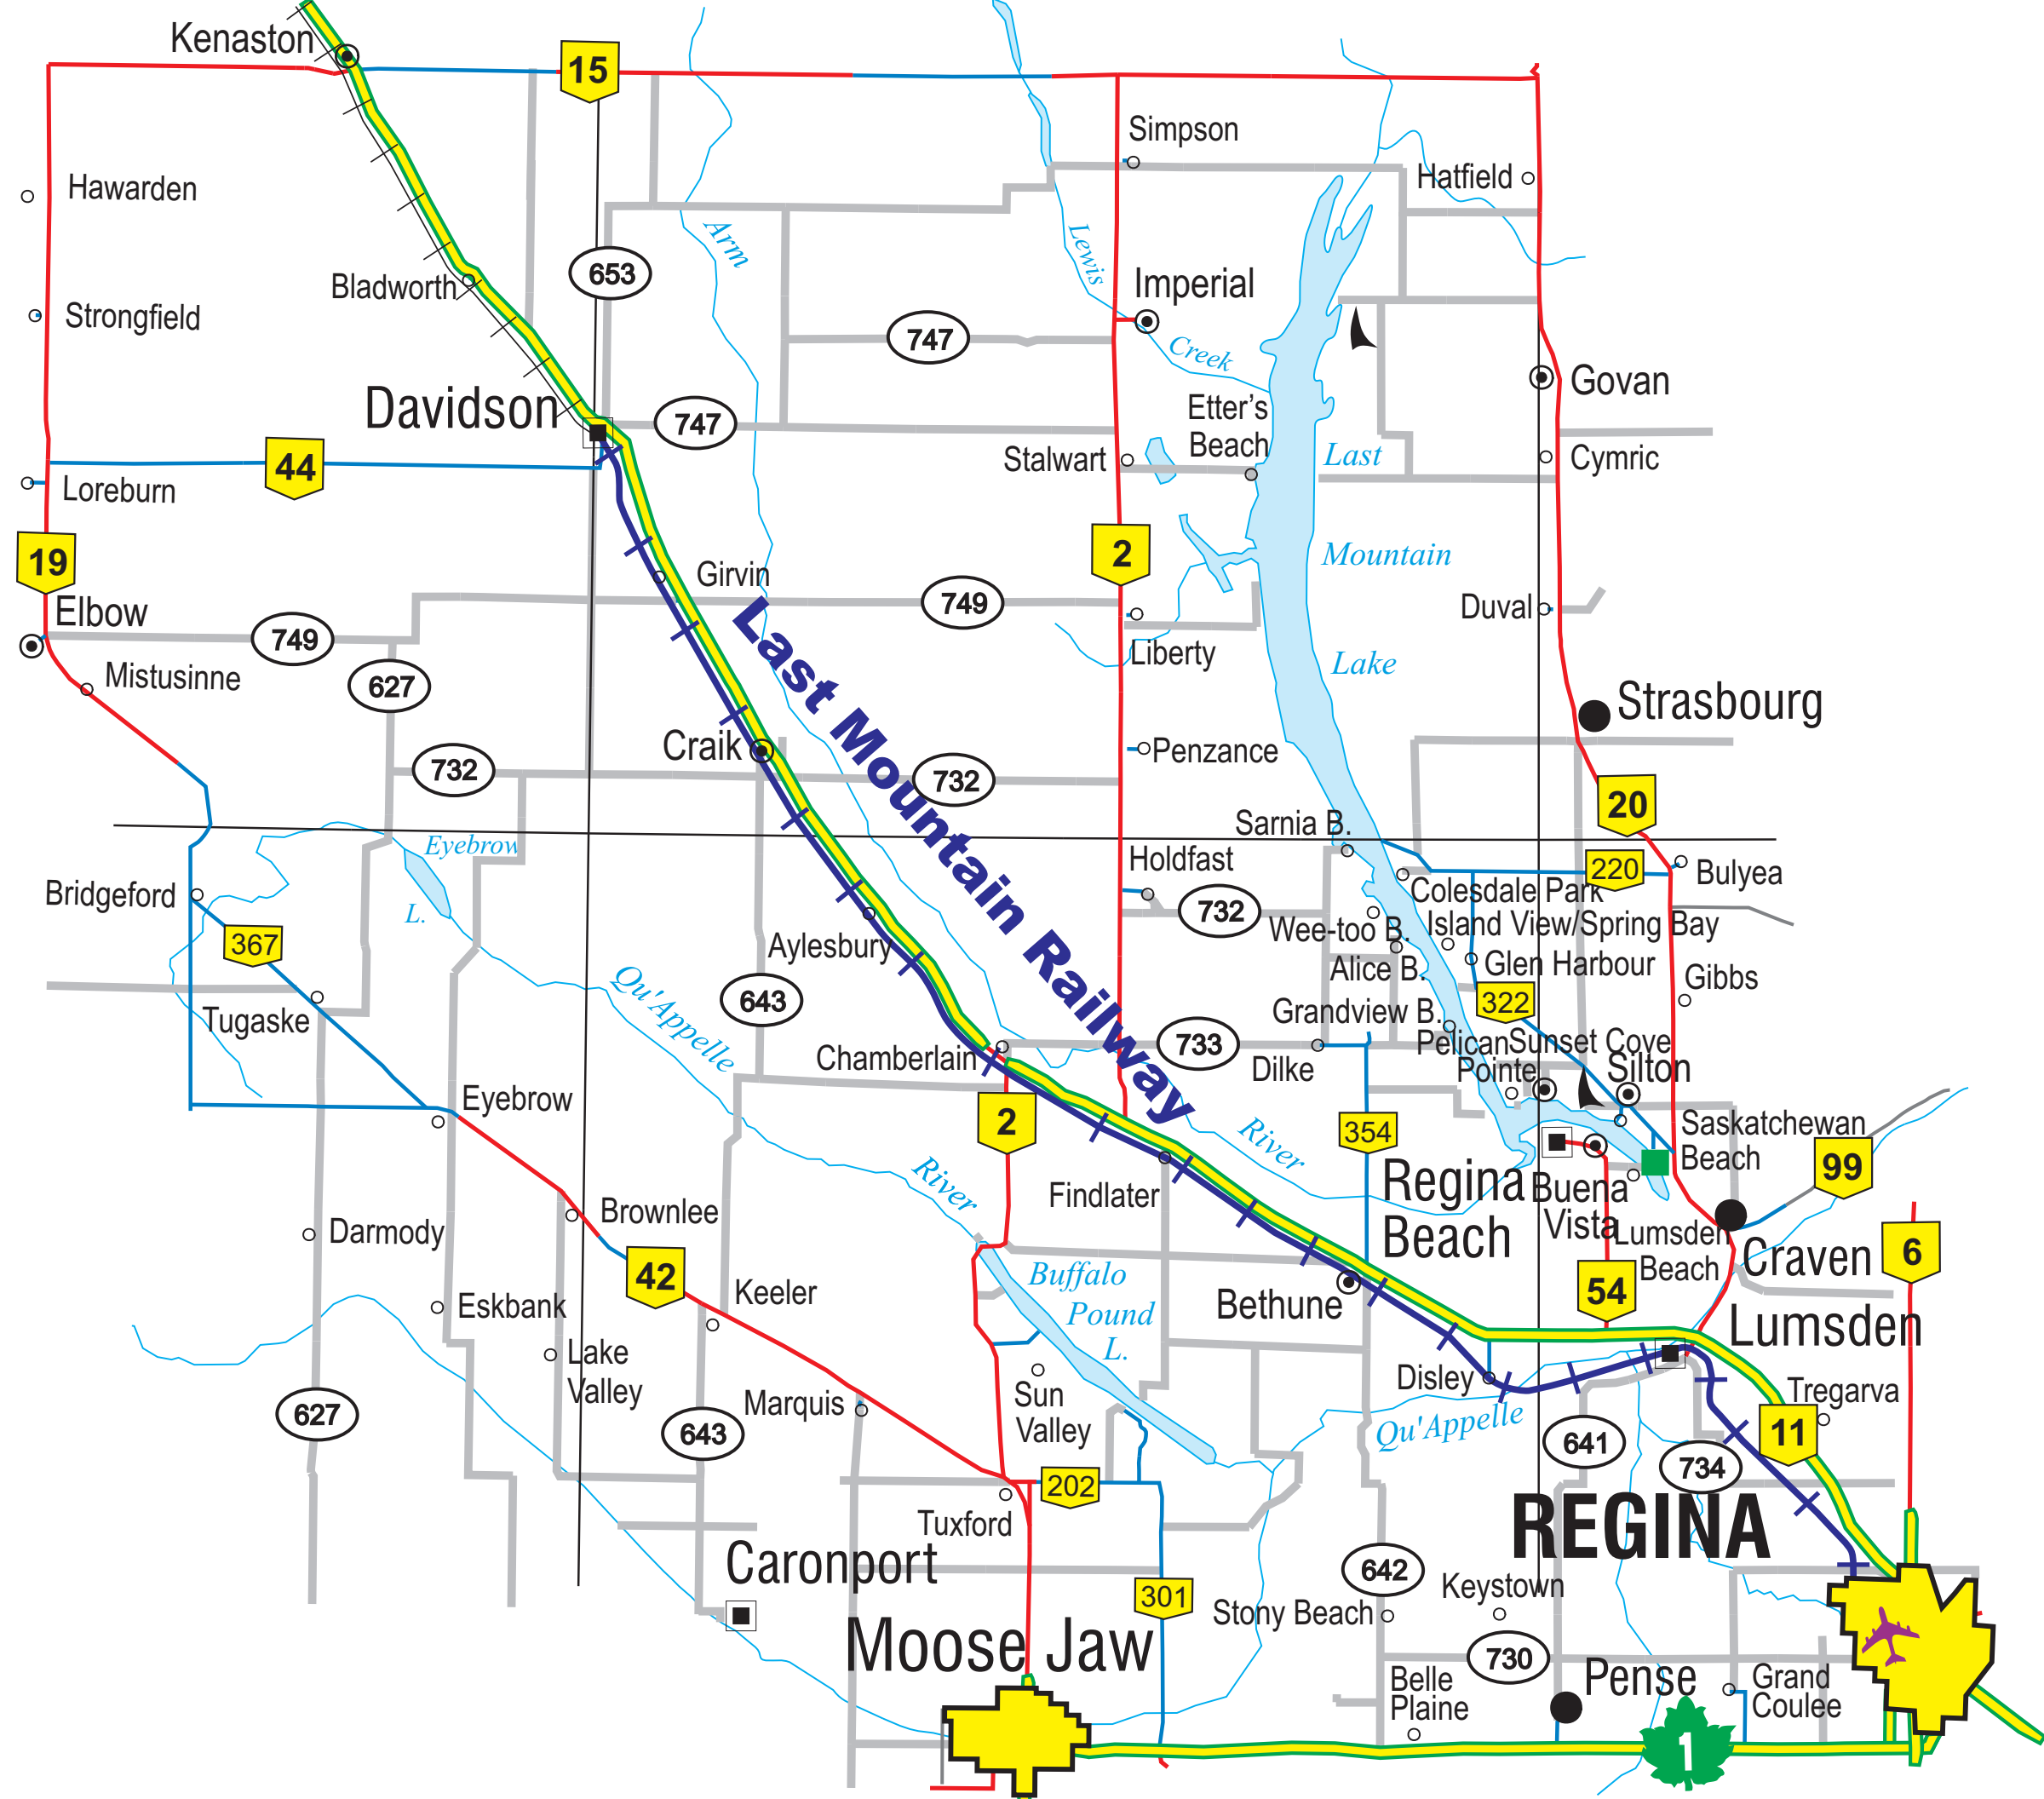 Kenaston
15
Simpson
Hatfield
Hawarden
Arm
Lewis
653
Imperial
Bladworth
Strongfield
747
Creek
Govan
Davidson
747
Etter's
Beach
Last
Cymric
Stalwart
44
Loreburn
2
Mountain
19
Girvin
749
Duval
Elbow
749
Liberty
Lake
Mistusinne
627
Last Mountain Railway
Strasbourg
Craik
Penzance
732
732
20
Sarnia B.
Eyebrow
L.
Holdfast
220
Bulyea
Bridgeford
Colesdale Park
732
Island View/Spring Bay
Wee-too B.
367
Aylesbury
Alice B.
Glen Harbour
Gibbs
Qu'Appelle
643
322
Tugaske
Grandview B.
733
Pelican
Pointe
Sunset Cove
Chamberlain
Dilke
Silton
Eyebrow
2
354
River
Saskatchewan
Beach
99
River
Regina
Beach
Buena
Vista
Findlater
Brownlee
Darmody
Lumsden
Beach
Craven
6
42
Buffalo
Pound
L.
54
Keeler
Bethune
Eskbank
Lumsden
Lake
Valley
Disley
Sun
Valley
Marquis
Tregarva
627
643
Qu'Appelle
641
11
734
202
Tuxford
REGINA
Caronport
642
Keystown
301
Stony Beach
Moose Jaw
730
Belle
Plaine
Pense
Grand
Coulee
1